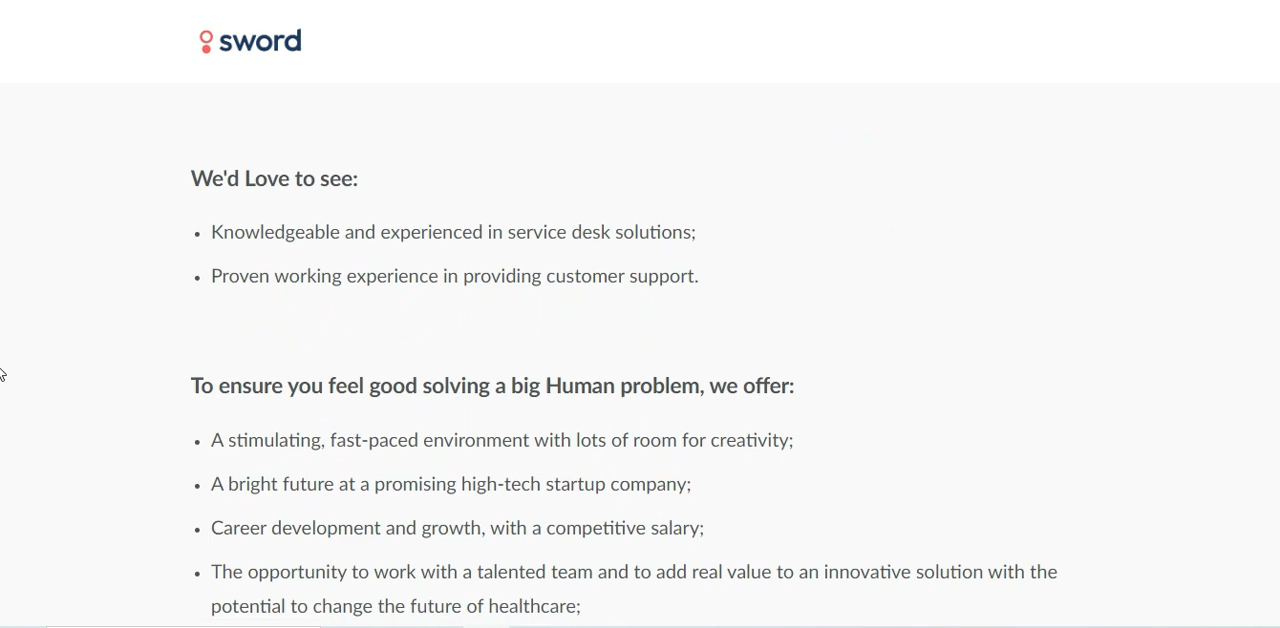 sword
We'd Love to see:
• Knowledgeable and experienced in service desk solutions;
• Proven working experience in providing customer support.
To ensure you feel good solving a big Human problem, we offer:
• A stimulating, fast-paced environment with lots of room for creativity;
• A bright future at a promising high-tech startup company;
• Career development and growth, with a competitive salary;
• The opportunity to work with a talented team and to add real value to an innovative solution with the
potential to change the future of healthcare;